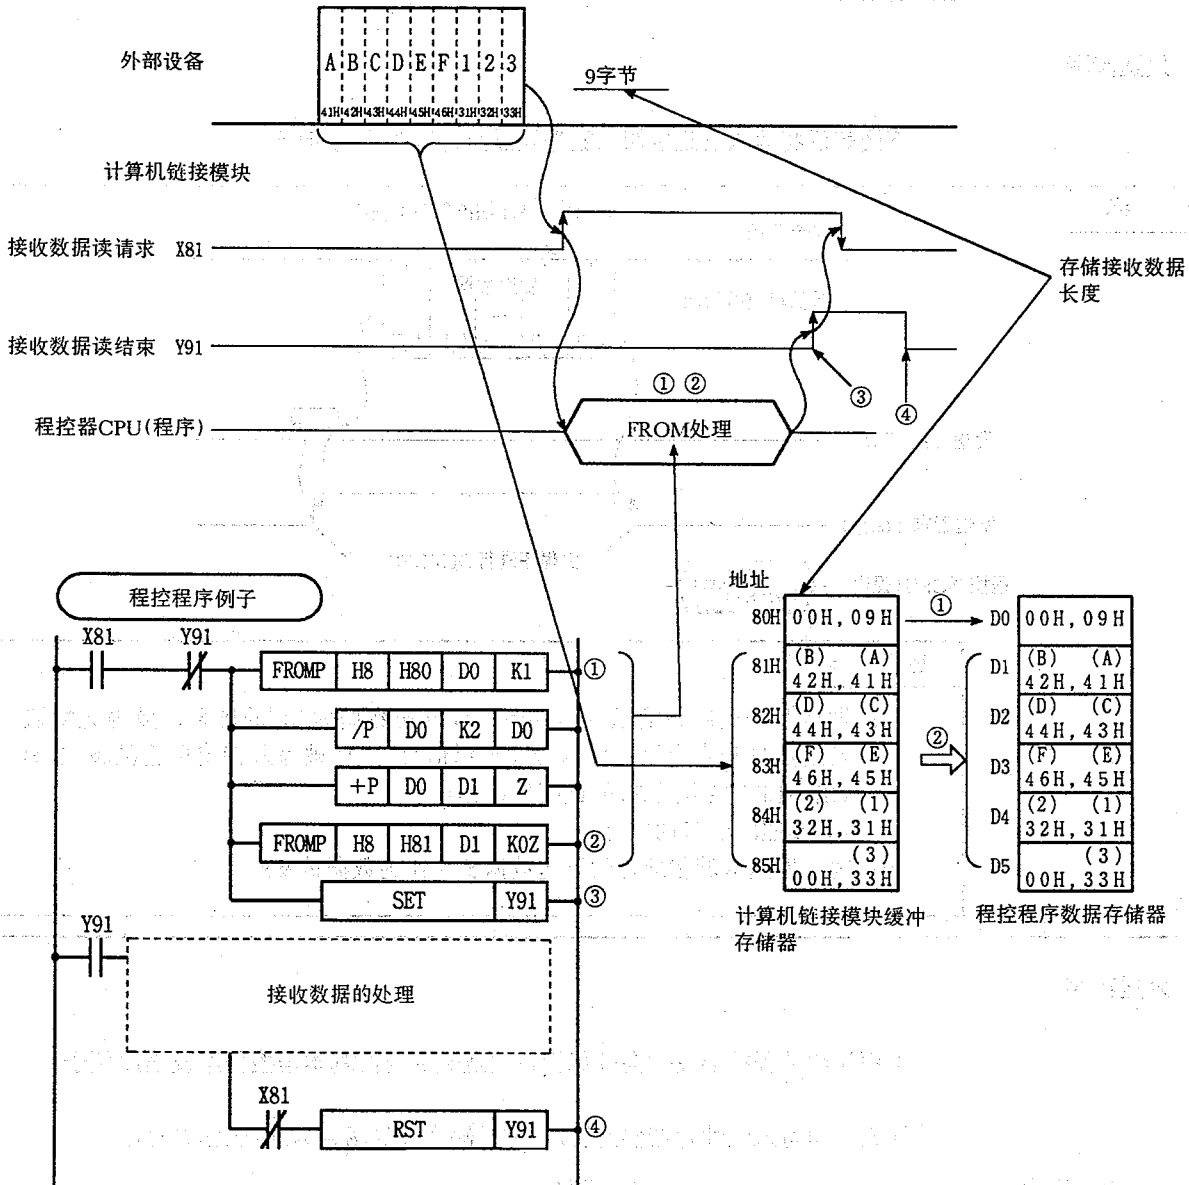 外部设备
A B C D E F 1 2 3
41H 42H 43H 44H 45H 46H 31H 32H 33H
9字节
计算机链接模块
接收数据读请求 X81
存储接收数据
长度
接收数据读结束 Y91
③
④
① ②
程控器CPU(程序)
FROM处理
程控程序例子
X81 Y91
FROMP H8 H80 D0 K1 ①
/P D0 K2 D0
+P D0 D1 Z
FROMP H8 H81 D1 K0Z ②
SET Y91 ③
Y91
接收数据的处理
X81
RST Y91 ④
地址
80H 00H,09H ① D0 00H,09H
81H (B) (A) D1 (B) (A)
42H,41H 42H,41H
82H (D) (C) D2 (D) (C)
44H,43H 44H,43H
②
83H (F) (E) D3 (F) (E)
46H,45H 46H,45H
84H (2) (1) D4 (2) (1)
32H,31H 32H,31H
85H (3) D5 (3)
00H,33H 00H,33H
计算机链接模块缓冲
存储器
程控程序数据存储器